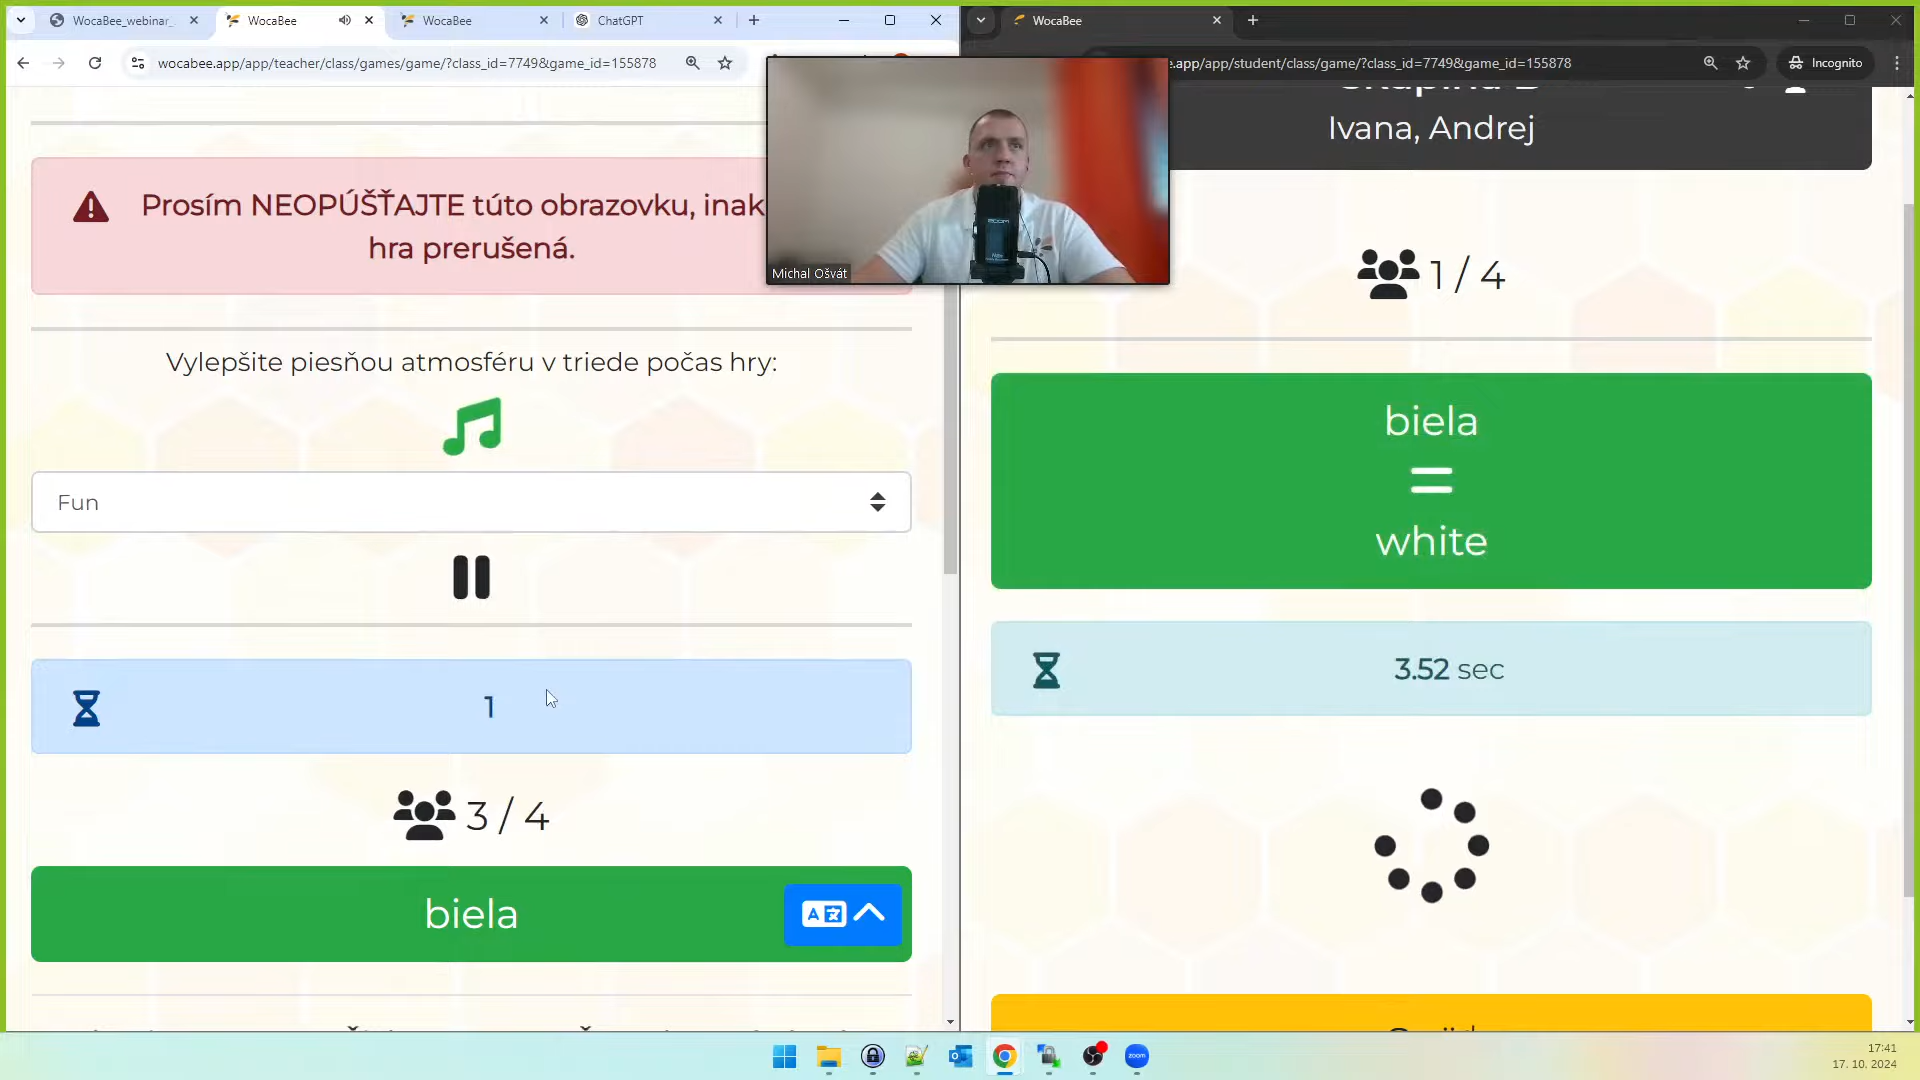 WocaBee_webinar_
WocaBee
WocaBee
ChatGPT
WocaBee
wocabee.app/app/teacher/class/games/game/?class_id=7749&game_id=155878
e.app/app/student/class/game/?class_id=7749&game_id=155878
Incognito
Prosím NEOPÚŠŤAJTE túto obrazovku, inak
hra prerušená.
Vylepšite piesňou atmosféru v triede počas hry:
Fun
1
3 / 4
biela
Michal Ošvát
zoom
Ivana, Andrej
1 / 4
biela
=
white
3.52 sec
zoom
17:41
17. 10. 2024